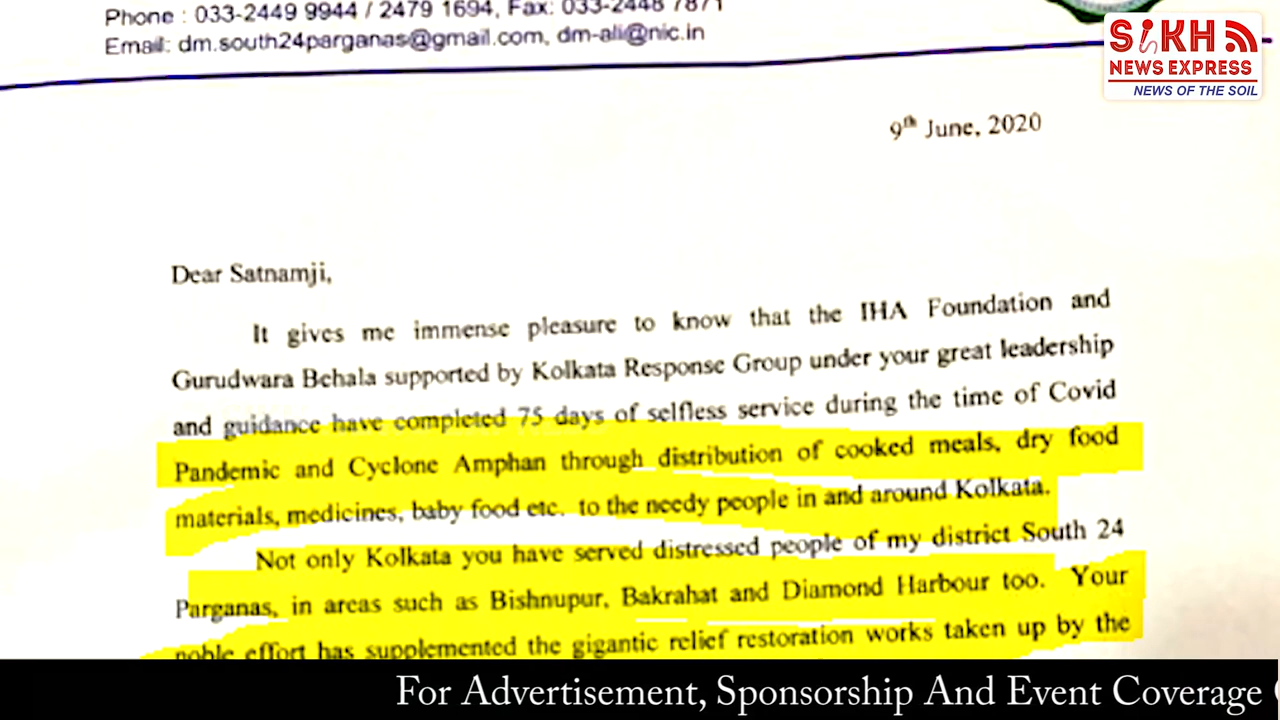 Phone : 033-2449 9944 / 2479 1694, Fax: 033-2448 7871
Email: dm.south24parganas@gmail.com, dm-ali@nic.in
SikH
NEWS EXPRESS
NEWS OF THE SOIL
9th June, 2020
Dear Satnamji,
It gives me immense pleasure to know that the IHA Foundation and
Gurudwara Behala supported by Kolkata Response Group under your great leadership
and guidance have completed 75 days of selfless service during the time of Covid
Pandemic and Cyclone Amphan through distribution of cooked meals, dry food
materials, medicines, baby food etc. to the needy people in and around Kolkata.
Not only Kolkata you have served distressed people of my district South 24
Parganas, in areas such as Bishnupur, Bakrahat and Diamond Harbour too. Your
noble effort has supplemented the gigantic relief restoration works taken up by the
For Advertisement, Sponsorship And Event Coverage